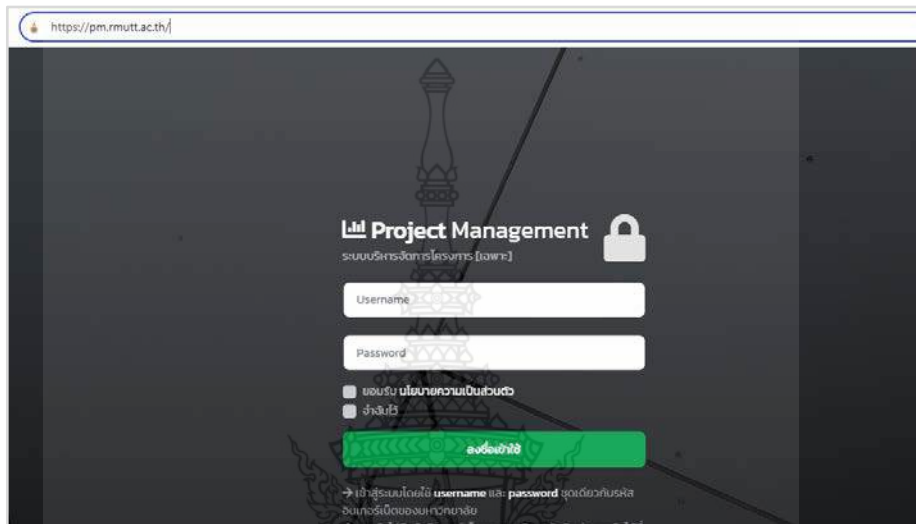 https://pm.rmutt.ac.th/
Project Management
ระบบบริหารจัดการโครงการ [เฉพาะ]
Username
Password
ยอมรับ นโยบายความเป็นส่วนตัว
จำฉันไว้
ลงชื่อเข้าใช้
→ เข้าสู่ระบบโดยใช้ username และ password ชุดเดียวกับรหัส
อินเทอร์เน็ตของมหาวิทยาลัย